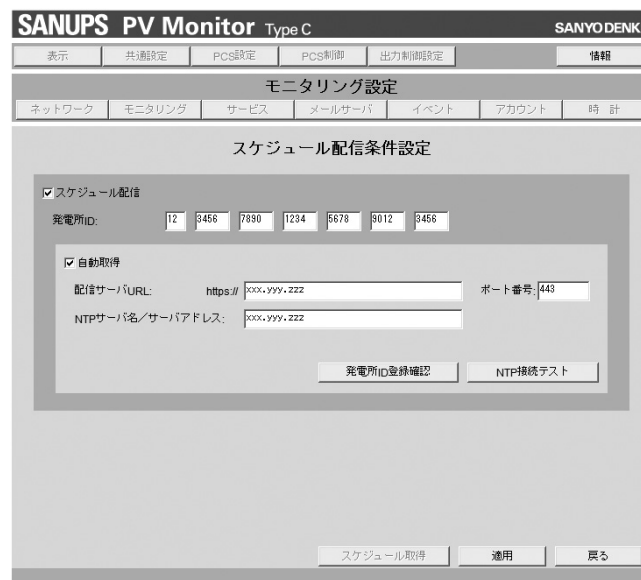 SANUPS PV Monitor Type C SANYO DENKI
表示 共通設定 PCS設定 PCS制御 出力制御設定 情報
モニタリング設定
ネットワーク モニタリング サービス メールサーバ イベント アカウント 時 計
スケジュール配信条件設定
スケジュール配信
発電所ID: 12 3456 7890 1234 5678 9012 3456
自動取得
配信サーバURL: https:// xxx.yyy.zzz ポート番号: 443
NTPサーバ名／サーバアドレス: xxx.yyy.zzz
発電所ID登録確認 NTP接続テスト
スケジュール取得 適用 戻る